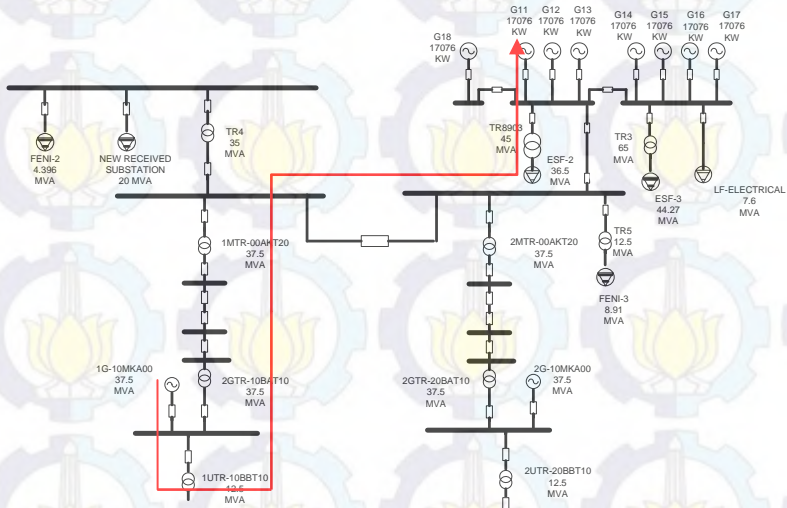 G18
17076
KW
G11
17076
KW
G12
17076
KW
G13
17076
KW
G14
17076
KW
G15
17076
KW
G16
17076
KW
G17
17076
KW
FENI-2
4.396
MVA
NEW RECEIVED
SUBSTATION
20 MVA
TR4
35
MVA
TR8903
45
MVA
ESF-2
36.5
MVA
TR3
65
MVA
ESF-3
44.27
MVA
LF-ELECTRICAL
7.6
MVA
1MTR-00AKT20
37.5
MVA
2MTR-00AKT20
37.5
MVA
TR5
12.5
MVA
FENI-3
8.91
MVA
1G-10MKA00
37.5
MVA
2GTR-10BAT10
37.5
MVA
2GTR-20BAT10
37.5
MVA
2G-10MKA00
37.5
MVA
1UTR-10BBT10
12.5
MVA
2UTR-20BBT10
12.5
MVA